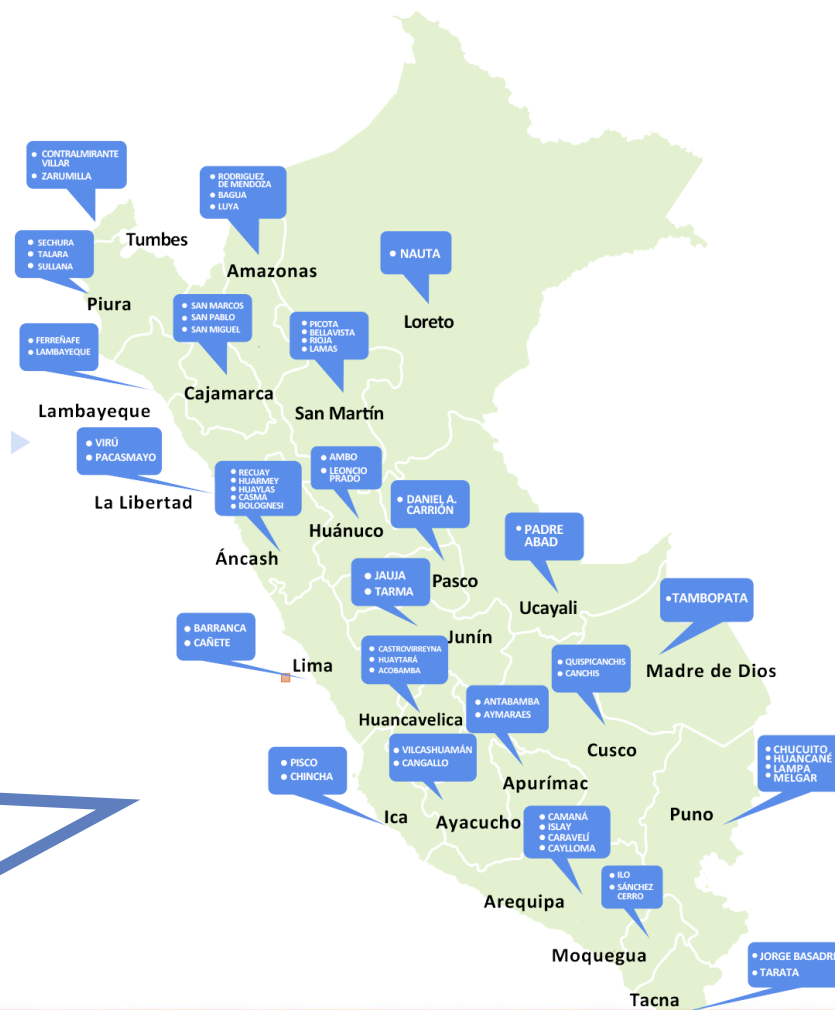 • CONTRALMIRANTE
VILLAR
• ZARUMILLA
Tumbes
• RODRIGUEZ
DE MENDOZA
• BAGUA
• LUYA
Amazonas
• SECHURA
• TALARA
• SULLANA
Piura
• NAUTA
Loreto
• SAN MARCOS
• SAN PABLO
• SAN MIGUEL
Cajamarca
• PICOTA
• BELLAVISTA
• RIOJA
• LAMAS
San Martín
• FERREÑAFE
• LAMBAYEQUE
Lambayeque
• VIRÚ
• PACASMAYO
La Libertad
• RECUAY
• HUARMEY
• HUAYLAS
• CASMA
• BOLOGNESI
Áncash
• AMBO
• LEONCIO
PRADO
Huánuco
• DANIEL A.
CARRIÓN
Pasco
• PADRE
ABAD
Ucayali
• JAUJA
• TARMA
Junín
• TAMBOPATA
Madre de Dios
• BARRANCA
• CAÑETE
Lima
• CASTROVIRREYNA
• HUAYTARÁ
• ACOBAMBA
Huancavelica
• QUISPICANCHIS
• CANCHIS
Cusco
• ANTABAMBA
• AYMARAES
Apurímac
• VILCASHUAMÁN
• CANGALLO
Ayacucho
• PISCO
• CHINCHA
Ica
• CHUCUITO
• HUANCANÉ
• LAMPA
• MELGAR
Puno
• CAMANÁ
• ISLAY
• CARAVELÍ
• CAYLLOMA
Arequipa
• ILO
• SÁNCHEZ
CERRO
Moquegua
• JORGE BASADRE
• TARATA
Tacna